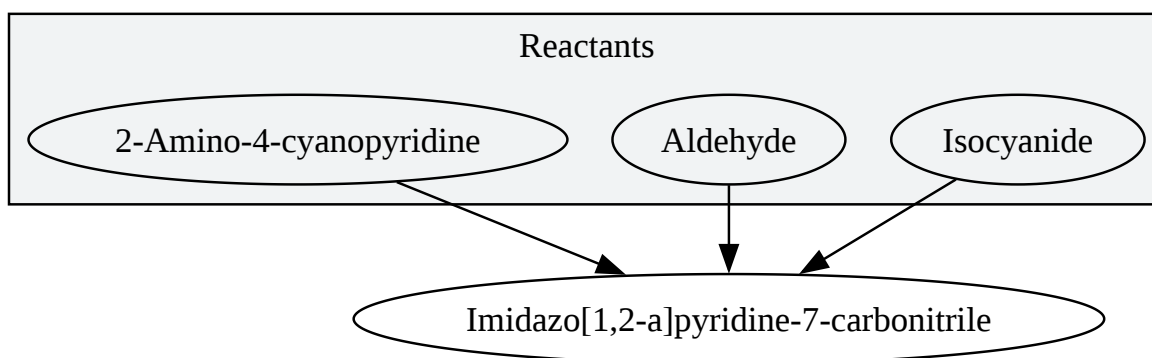 Reactants
2-Amino-4-cyanopyridine
Aldehyde
Isocyanide
Imidazo[1,2-a]pyridine-7-carbonitrile